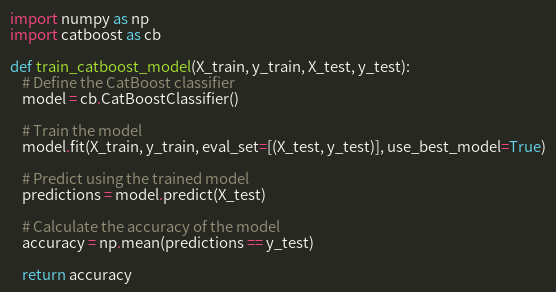 import numpy as np
import catboost as cb

def train_catboost_model(X_train, y_train, X_test, y_test):
    # Define the CatBoost classifier
    model = cb.CatBoostClassifier()

    # Train the model
    model.fit(X_train, y_train, eval_set=[(X_test, y_test)], use_best_model=True)

    # Predict using the trained model
    predictions = model.predict(X_test)

    # Calculate the accuracy of the model
    accuracy = np.mean(predictions == y_test)

    return accuracy